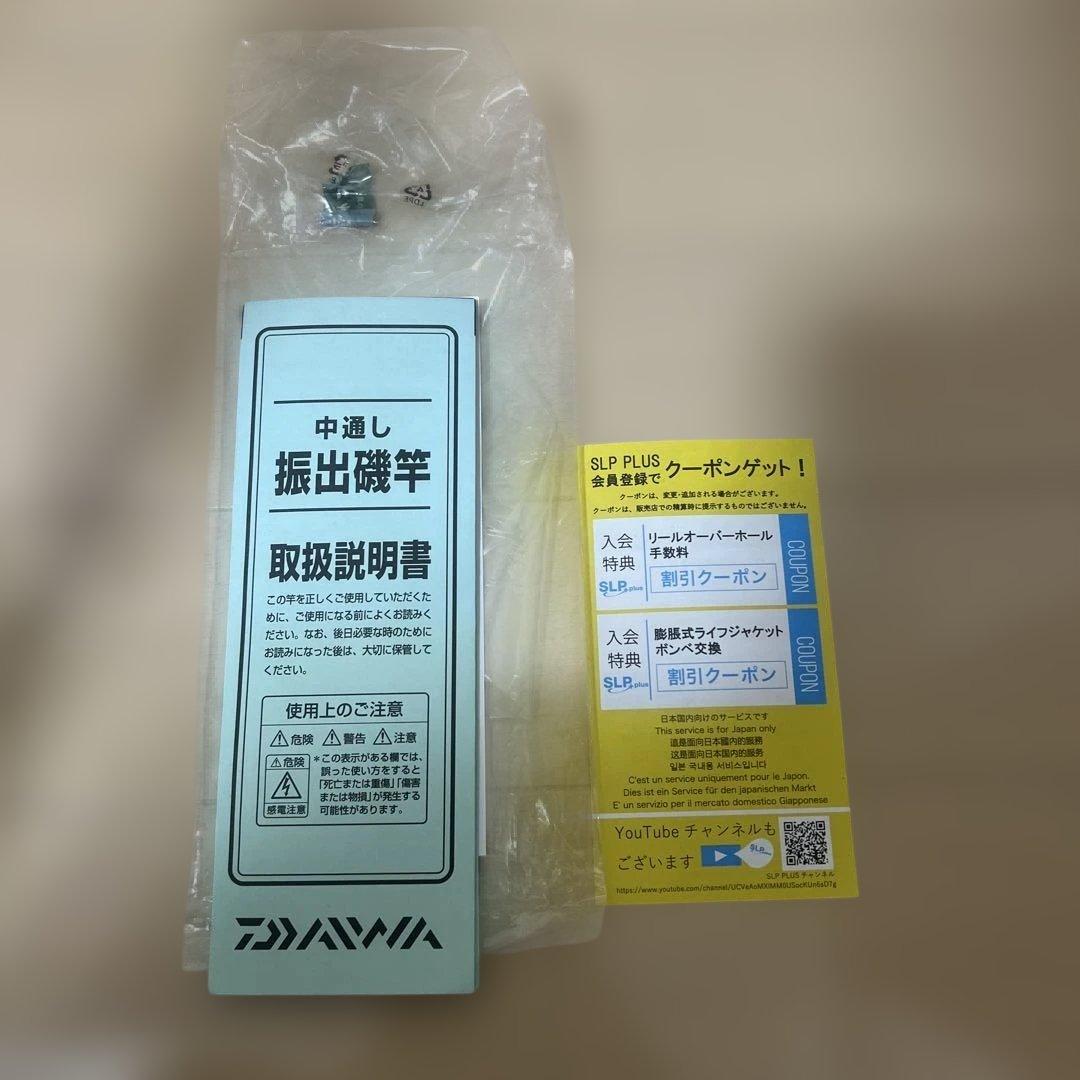 LDPE
中通し
振出磯竿
取扱説明書
この竿を正しくご使用していただくた
めに、ご使用になる前によくお読みく
ださい。なお、後日必要な時のために
お読みになった後は、大切に保管して
ください。
使用上のご注意
危険 警告 注意
危険
感電注意
*この表示がある欄では、
誤った使い方をすると
「死亡または重傷」「傷害
または物損」が発生する
可能性があります。
DAIWA
SLP PLUS
会員登録で
クーポンゲット!
クーポンは、変更・追加される場合がございます。
クーポンは、販売店での精算時に提示するものではございません。
入会
特典
SLP plus
リールオーバーホール
手数料
割引クーポン
COUPON
入会
特典
SLP plus
膨脹式ライフジャケット
ボンベ交換
割引クーポン
COUPON
日本国内向けのサービスです
This service is for Japan only
這是面向日本國內的服務
这是面向日本国内的服务
일본 국내용 서비스입니다
C'est un service uniquement pour le Japon.
Dies ist ein Service für den japanischen Markt
E' un servizio per il mercato domestico Giapponese
YouTube チャンネルも
ございます
SLP
SLP PLUS チャンネル